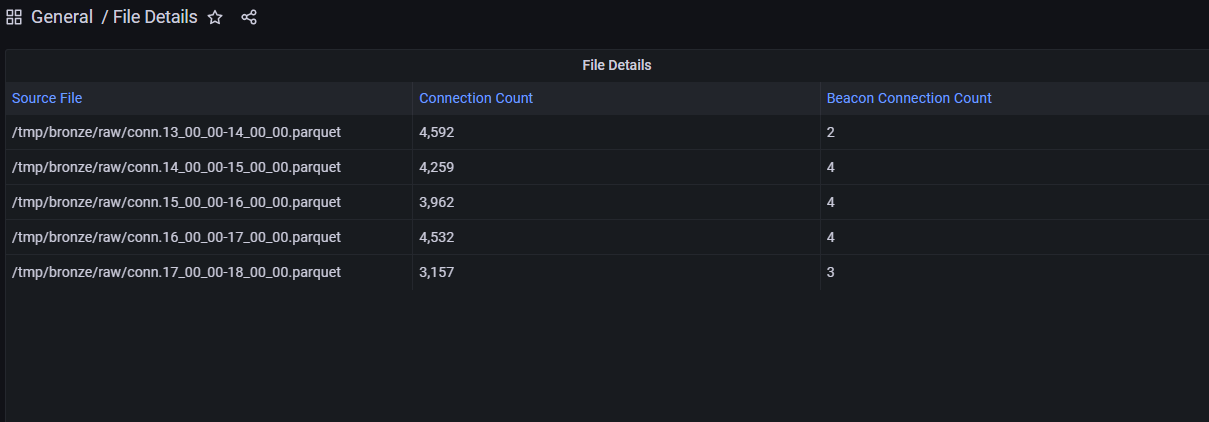 General / File Details
File Details
Source File Connection Count Beacon Connection Count
/tmp/bronze/raw/conn.13_00_00-14_00_00.parquet 4,592 2
/tmp/bronze/raw/conn.14_00_00-15_00_00.parquet 4,259 4
/tmp/bronze/raw/conn.15_00_00-16_00_00.parquet 3,962 4
/tmp/bronze/raw/conn.16_00_00-17_00_00.parquet 4,532 4
/tmp/bronze/raw/conn.17_00_00-18_00_00.parquet 3,157 3